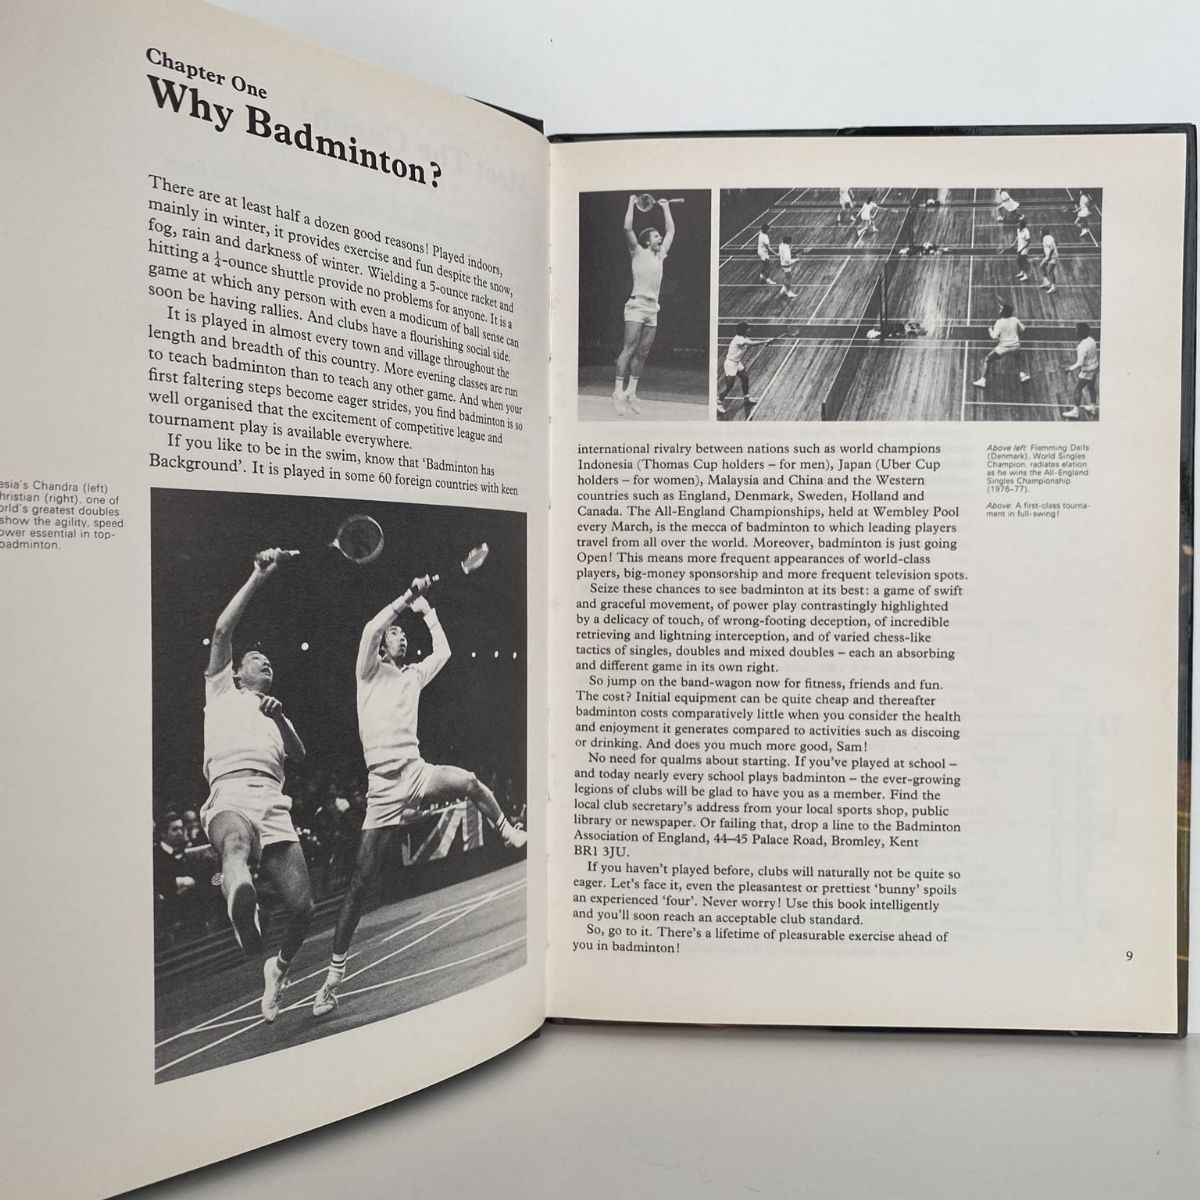 Chapter One
Why Badminton?
There are at least half a dozen good reasons! Played indoors,
mainly in winter, it provides exercise and fun despite the snow,
fog, rain and darkness of winter. Wielding a 5-ounce racket and
hitting a ¼-ounce shuttle provide no problems for anyone. It is a
game at which any person with even a modicum of ball sense can
soon be having rallies. And clubs have a flourishing social side.
It is played in almost every town and village throughout the
length and breadth of this country. More evening classes are run
to teach badminton than to teach any other game. And when your
first faltering steps become eager strides, you find badminton is so
well organised that the excitement of competitive league and
tournament play is available everywhere.
If you like to be in the swim, know that 'Badminton has
Background'. It is played in some 60 foreign countries with keen
esia's Chandra (left)
hristian (right), one of
orld's greatest doubles
show the agility, speed
ower essential in top-
badminton.
international rivalry between nations such as world champions
Indonesia (Thomas Cup holders – for men), Japan (Uber Cup
holders – for women), Malaysia and China and the Western
countries such as England, Denmark, Sweden, Holland and
Canada. The All-England Championships, held at Wembley Pool
every March, is the mecca of badminton to which leading players
travel from all over the world. Moreover, badminton is just going
Open! This means more frequent appearances of world-class
players, big-money sponsorship and more frequent television spots.
Seize these chances to see badminton at its best: a game of swift
and graceful movement, of power play contrastingly highlighted
by a delicacy of touch, of wrong-footing deception, of incredible
retrieving and lightning interception, and of varied chess-like
tactics of singles, doubles and mixed doubles – each an absorbing
and different game in its own right.
So jump on the band-wagon now for fitness, friends and fun.
The cost? Initial equipment can be quite cheap and thereafter
badminton costs comparatively little when you consider the health
and enjoyment it generates compared to activities such as discoing
or drinking. And does you much more good, Sam!
No need for qualms about starting. If you've played at school –
and today nearly every school plays badminton – the ever-growing
legions of clubs will be glad to have you as a member. Find the
local club secretary's address from your local sports shop, public
library or newspaper. Or failing that, drop a line to the Badminton
Association of England, 44–45 Palace Road, Bromley, Kent
BR1 3JU.
If you haven't played before, clubs will naturally not be quite so
eager. Let's face it, even the pleasantest or prettiest 'bunny' spoils
an experienced 'four'. Never worry! Use this book intelligently
and you'll soon reach an acceptable club standard.
So, go to it. There's a lifetime of pleasurable exercise ahead of
you in badminton!
Above left: Flemming Delfs
(Denmark), World Singles
Champion, radiates elation
as he wins the All-England
Singles Championship
(1976–77).
Above: A first-class tourna-
ment in full-swing!
9